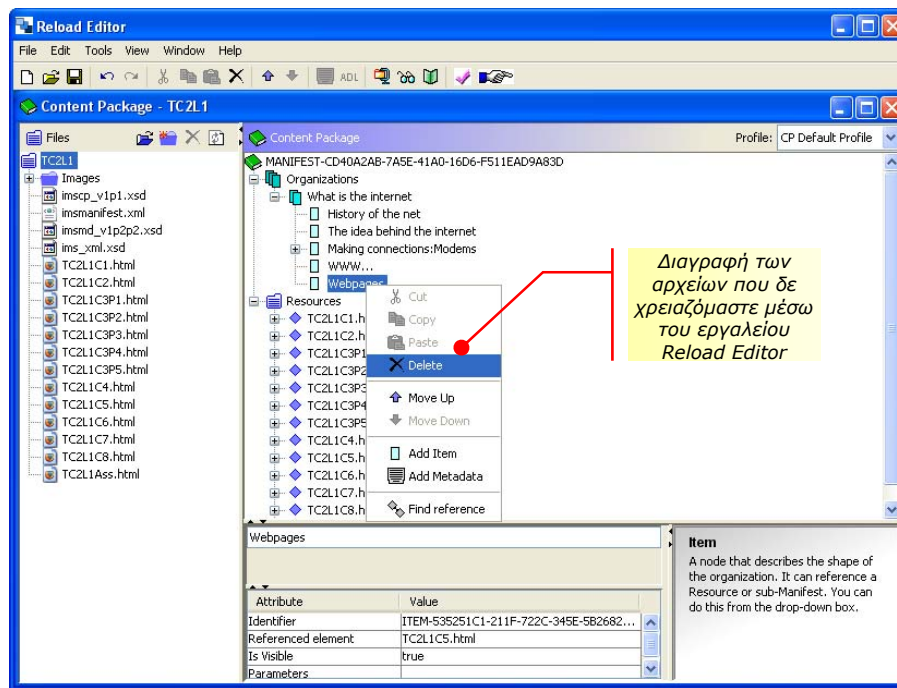 Reload Editor
File Edit Tools View Window Help
ADL
Content Package - TC2L1
Files
Content Package
Profile: CP Default Profile
TC2L1
Images
imscp_v1p1.xsd
imsmanifest.xml
imsmd_v1p2p2.xsd
ims_xml.xsd
TC2L1C1.html
TC2L1C2.html
TC2L1C3P1.html
TC2L1C3P2.html
TC2L1C3P3.html
TC2L1C3P4.html
TC2L1C3P5.html
TC2L1C4.html
TC2L1C5.html
TC2L1C6.html
TC2L1C7.html
TC2L1C8.html
TC2L1Ass.html
MANIFEST-CD40A2AB-7A5E-41A0-16D6-F511EAD9A83D
Organizations
What is the internet
History of the net
The idea behind the internet
Making connections:Modems
WWW...
Webpages
Resources
TC2L1C1.h
TC2L1C2.h
TC2L1C3P1
TC2L1C3P2
TC2L1C3P3
TC2L1C3P4
TC2L1C3P5
TC2L1C4.h
TC2L1C5.h
TC2L1C6.h
TC2L1C7.h
TC2L1C8.h
Cut
Copy
Paste
Delete
Move Up
Move Down
Add Item
Add Metadata
Find reference
Διαγραφή των
αρχείων που δε
χρειαζόμαστε μέσω
του εργαλείου
Reload Editor
Webpages
Attribute Value
Identifier ITEM-535251C1-211F-722C-345E-5B2682...
Referenced element TC2L1C5.html
Is Visible true
Parameters
Item
A node that describes the shape of
the organization. It can reference a
Resource or sub-Manifest. You can
do this from the drop-down box.